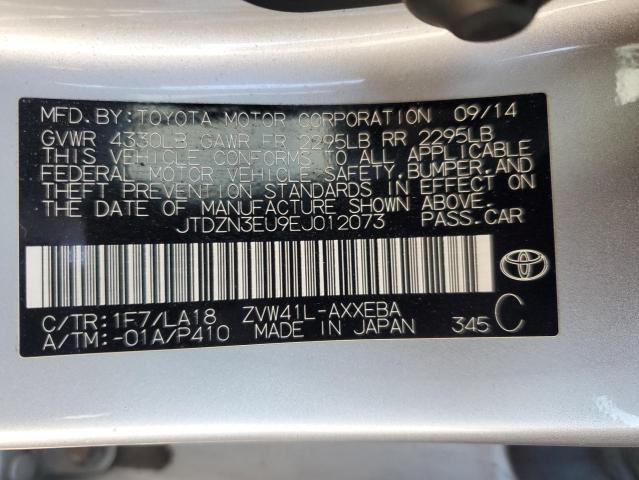 MFD. BY: TOYOTA MOTOR CORPORATION 09/14
GVWR 4330LB GAWR FR 2295LB RR 2295LB
THIS VEHICLE CONFORMS TO ALL APPLICABLE
FEDERAL MOTOR VEHICLE SAFETY, BUMPER, AND
THEFT PREVENTION STANDARDS IN EFFECT ON
THE DATE OF MANUFACTURE SHOWN ABOVE.
JTDZN3EU9EJ012073 PASS.CAR
C/TR: 1F7/LA18 ZVW41L-AXXEBA
A/TM: -01A/P410 MADE IN JAPAN 345 C